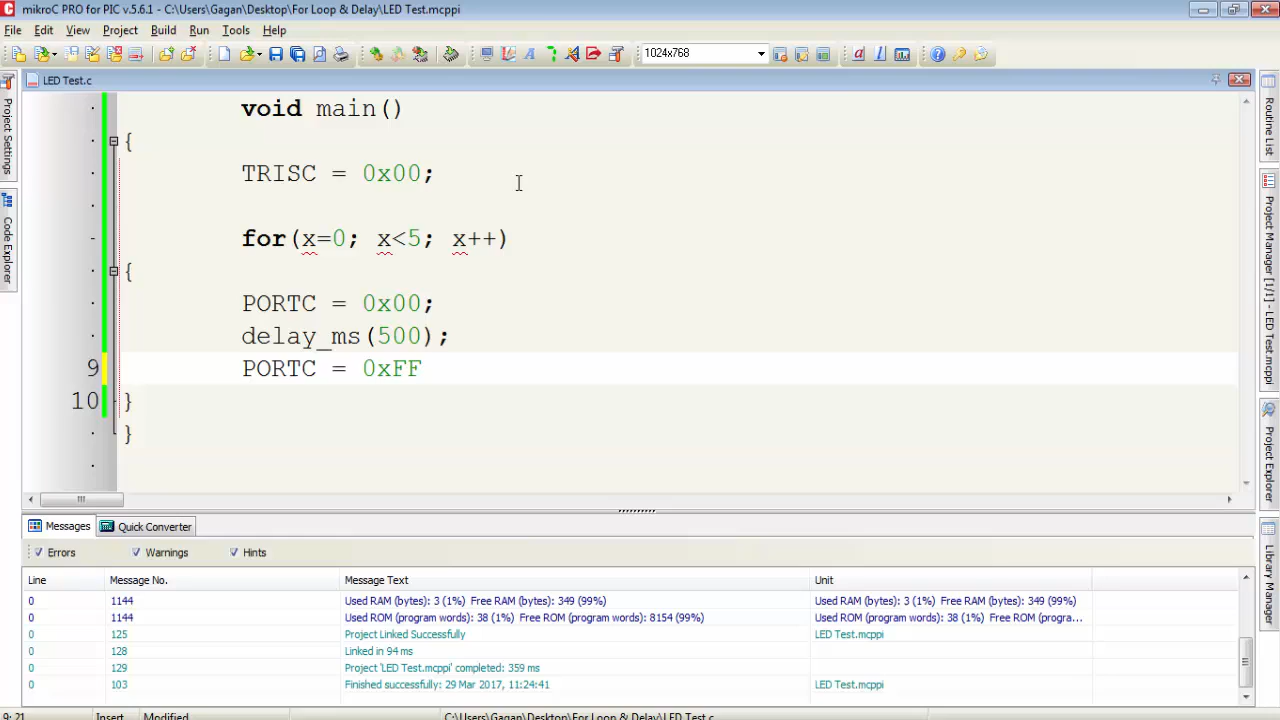 mikroC PRO for PIC v.5.6.1 - C:\Users\Gagan\Desktop\For Loop & Delay\LED Test.mcppi
File Edit View Project Build Run Tools Help
1024x768
LED Test.c
Project Settings
Code Explorer
Routine List
Project Manager [1/1] - LED Test.mcppi
Project Explorer
Library Manager
void main()
{
TRISC = 0x00;
for(x=0; x<5; x++)
{
PORTC = 0x00;
delay_ms(500);
9 PORTC = 0xFF
10 }
}
Messages Quick Converter
Errors Warnings Hints
Line Message No. Message Text Unit
0 1144 Used RAM (bytes): 3 (1%) Free RAM (bytes): 349 (99%) Used RAM (bytes): 3 (1%) Free RAM (bytes): 349 (99%)
0 1144 Used ROM (program words): 38 (1%) Free ROM (program words): 8154 (99%) Used ROM (program words): 38 (1%) Free ROM (progra...
0 125 Project Linked Successfully LED Test.mcppi
0 128 Linked in 94 ms
0 129 Project 'LED Test.mcppi' completed: 359 ms
0 103 Finished successfully: 29 Mar 2017, 11:24:41 LED Test.mcppi
9: 21 Insert Modified C:\Users\Gagan\Desktop\For Loop & Delay\LED Test.c